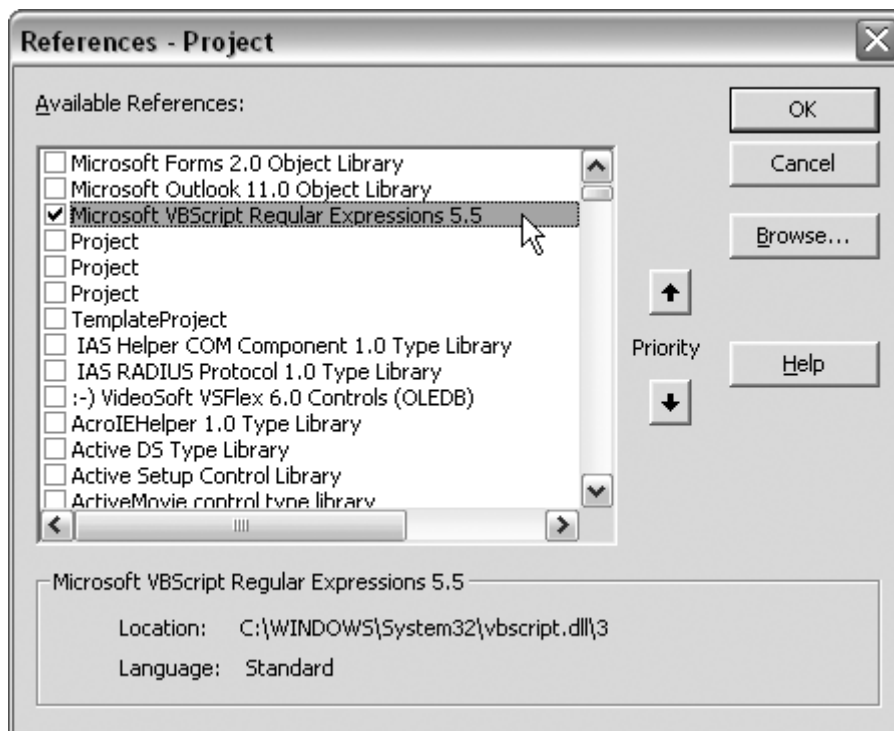 References - Project
Available References:
OK
Microsoft Forms 2.0 Object Library
Cancel
Microsoft Outlook 11.0 Object Library
Microsoft VBScript Regular Expressions 5.5
Project
Browse...
Project
Project
TemplateProject
IAS Helper COM Component 1.0 Type Library
Priority
IAS RADIUS Protocol 1.0 Type Library
Help
:-) VideoSoft VSFlex 6.0 Controls (OLEDB)
AcroIEHelper 1.0 Type Library
Active DS Type Library
Active Setup Control Library
ActiveMovie control type library
Microsoft VBScript Regular Expressions 5.5
Location: C:\WINDOWS\System32\vbscript.dll\3
Language: Standard